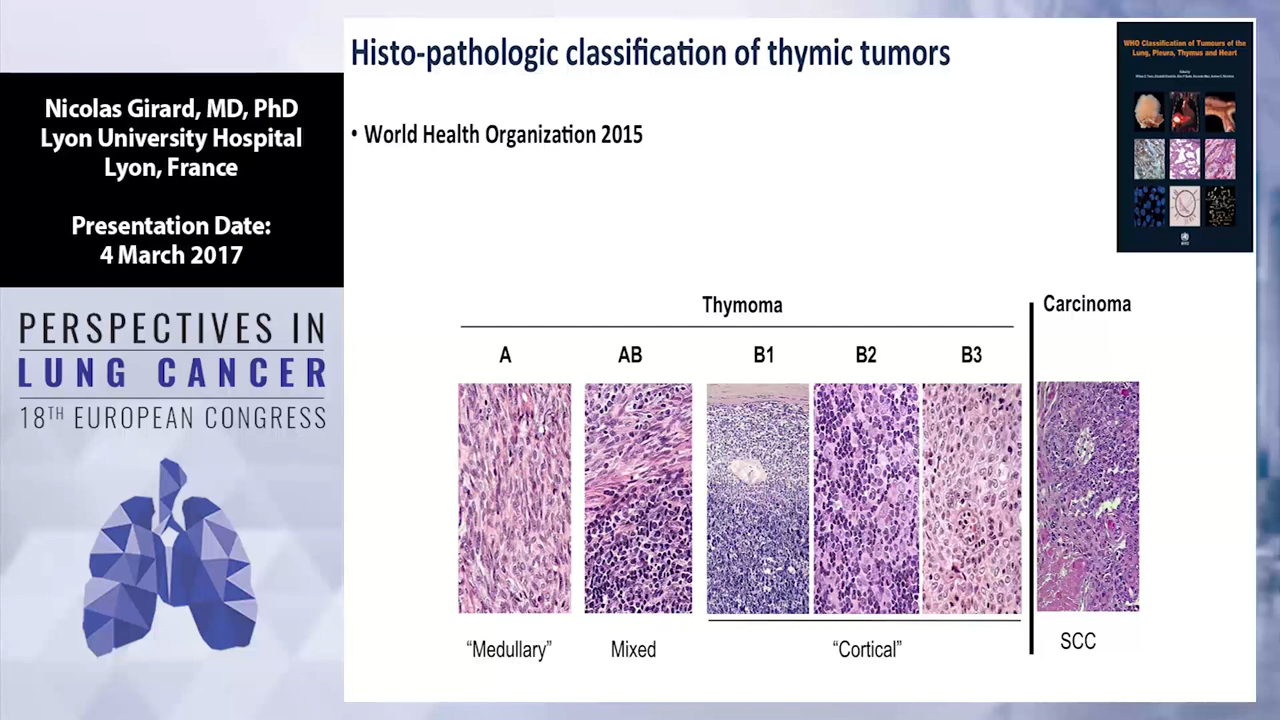 Nicolas Girard, MD, PhD
Lyon University Hospital
Lyon, France
Presentation Date:
4 March 2017
PERSPECTIVES IN
LUNG CANCER
18TH EUROPEAN CONGRESS
Histo-pathologic classification of thymic tumors
• World Health Organization 2015
WHO Classification of Tumours of the
Lung, Pleura, Thymus and Heart
Thymoma
Carcinoma
A AB B1 B2 B3
“Medullary” Mixed “Cortical” SCC